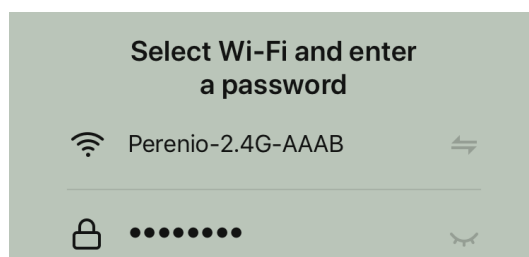 Select Wi-Fi and enter
a password
Perenio-2.4G-AAAB
••••••••